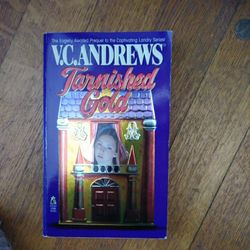 The Eagerly Awaited Prequel to the Captivating Landry Series!
V.C. ANDREWS
Tarnished
Gold